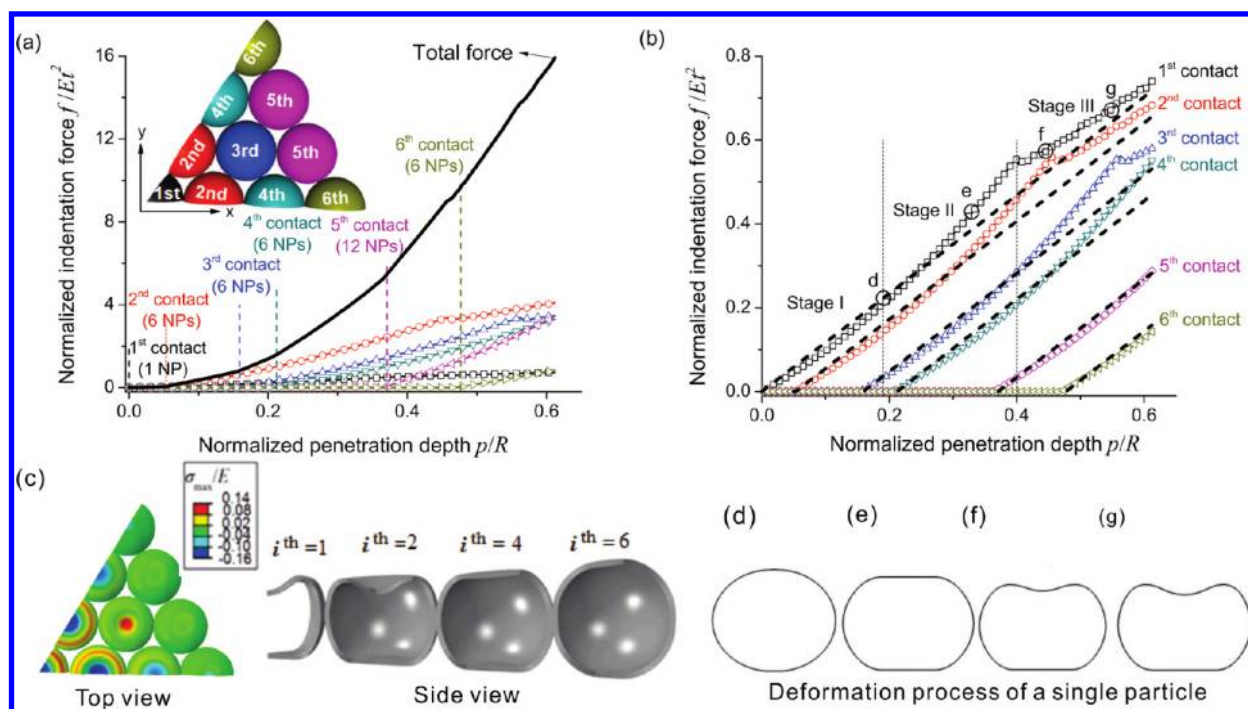 (a)
Normalized indentation force f/Et²
16
12
8
4
0
0.0
0.2
0.4
0.6
Normalized penetration depth p/R
Total force
6th
4th
5th
2nd
3rd
5th
1st
2nd
4th
6th
y
x
1st contact
(1 NP)
2nd contact
(6 NPs)
3rd contact
(6 NPs)
4th contact
(6 NPs)
5th contact
(12 NPs)
6th contact
(6 NPs)
(b)
Normalized indentation force f/Et²
0.8
0.6
0.4
0.2
0.0
0.0
0.2
0.4
0.6
Normalized penetration depth p/R
Stage I
Stage II
Stage III
d
e
f
g
1st contact
2nd contact
3rd contact
4th contact
5th contact
6th contact
(c)
σmax/E
0.14
0.08
0.02
-0.04
-0.10
-0.16
Top view
i th =1
i th =2
i th =4
i th =6
Side view
(d)
(e)
(f)
(g)
Deformation process of a single particle